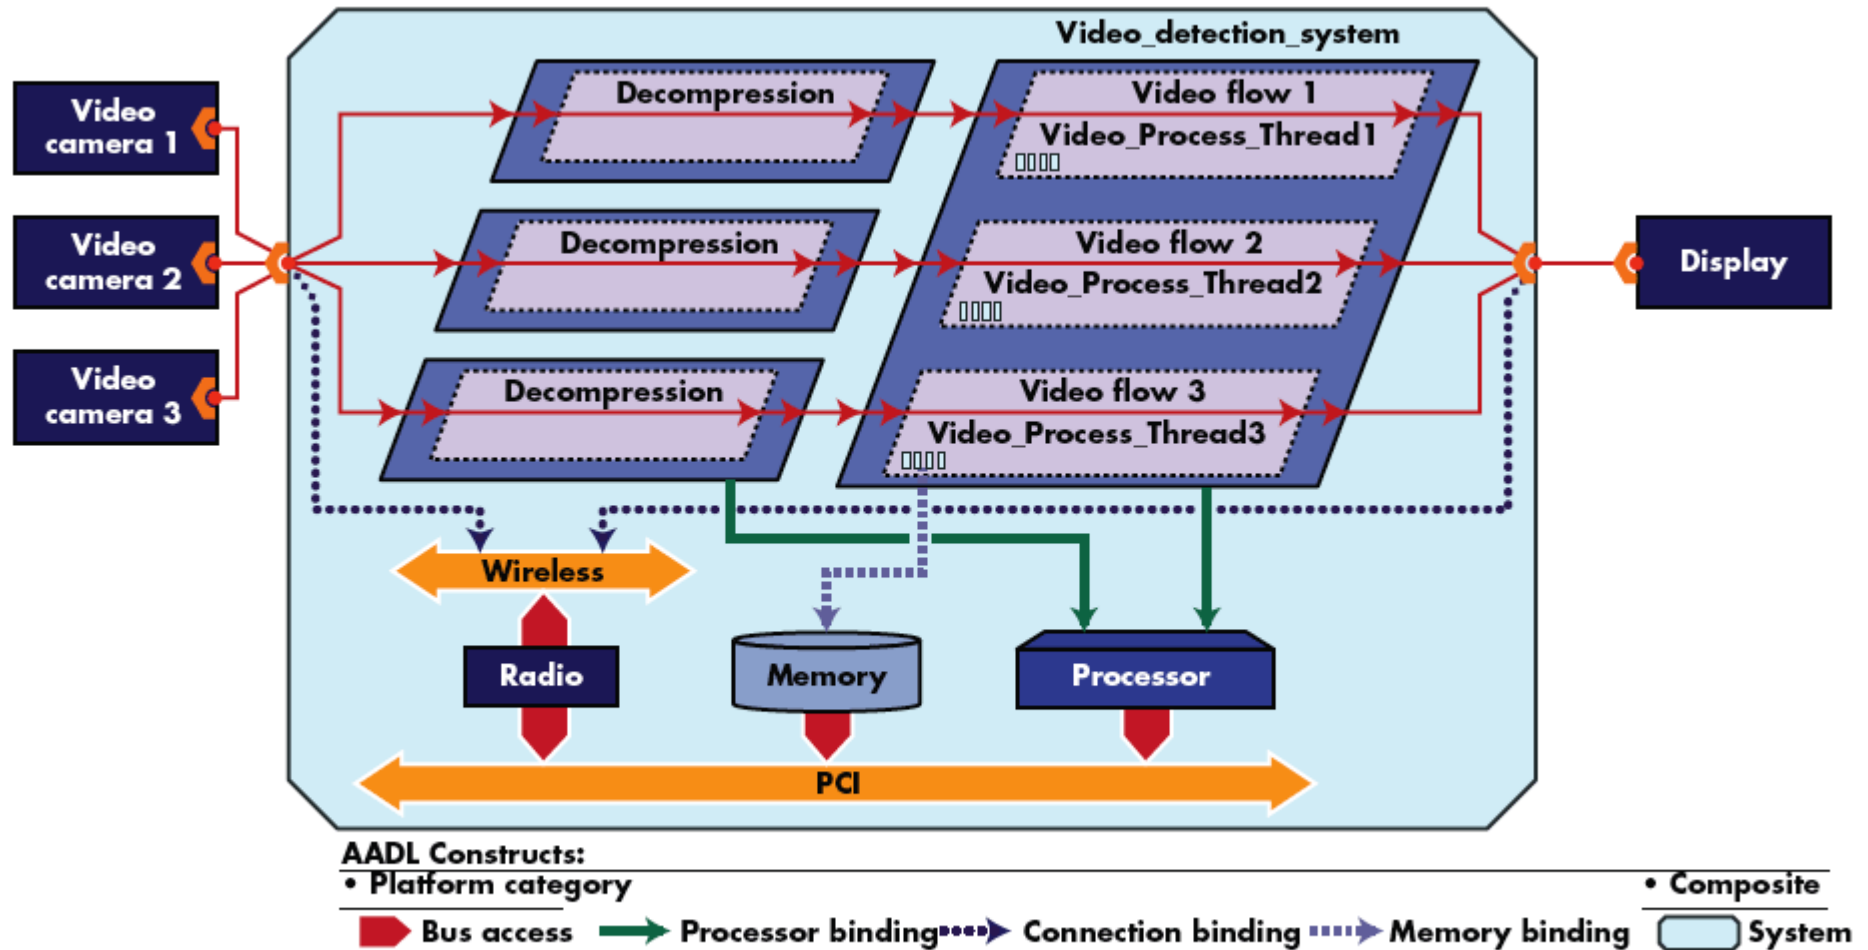 Video_detection_system
Video
camera 1
Video
camera 2
Video
camera 3
Decompression
Decompression
Decompression
Video flow 1
Video_Process_Thread1
Video flow 2
Video_Process_Thread2
Video flow 3
Video_Process_Thread3
Display
Wireless
Radio
Memory
Processor
PCI
AADL Constructs:
• Platform category
• Composite
Bus access
Processor binding
Connection binding
Memory binding
System